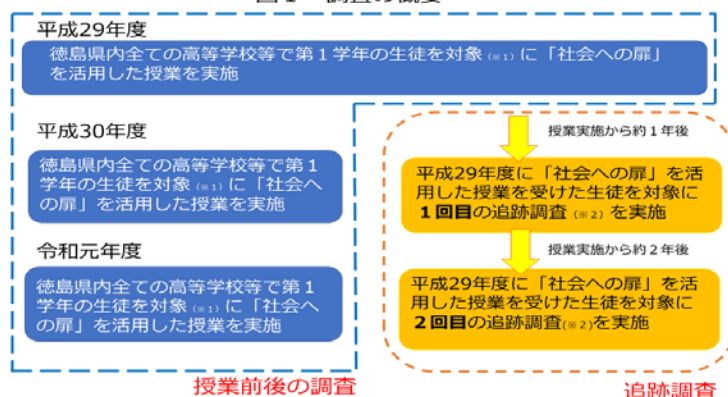 平成29年度
徳島県内全ての高等学校等で第１学年の生徒を対象(※1)に「社会への扉」
を活用した授業を実施
平成30年度
徳島県内全ての高等学校等で第１
学年の生徒を対象(※1)に「社会へ
の扉」を活用した授業を実施
令和元年度
徳島県内全ての高等学校等で第１
学年の生徒を対象(※1)に「社会へ
の扉」を活用した授業を実施
授業前後の調査
授業実施から約１年後
平成29年度に「社会への扉」を活
用した授業を受けた生徒を対象に
１回目の追跡調査(※2)を実施
授業実施から約２年後
平成29年度に「社会への扉」を活
用した授業を受けた生徒を対象に
２回目の追跡調査(※2)を実施
追跡調査